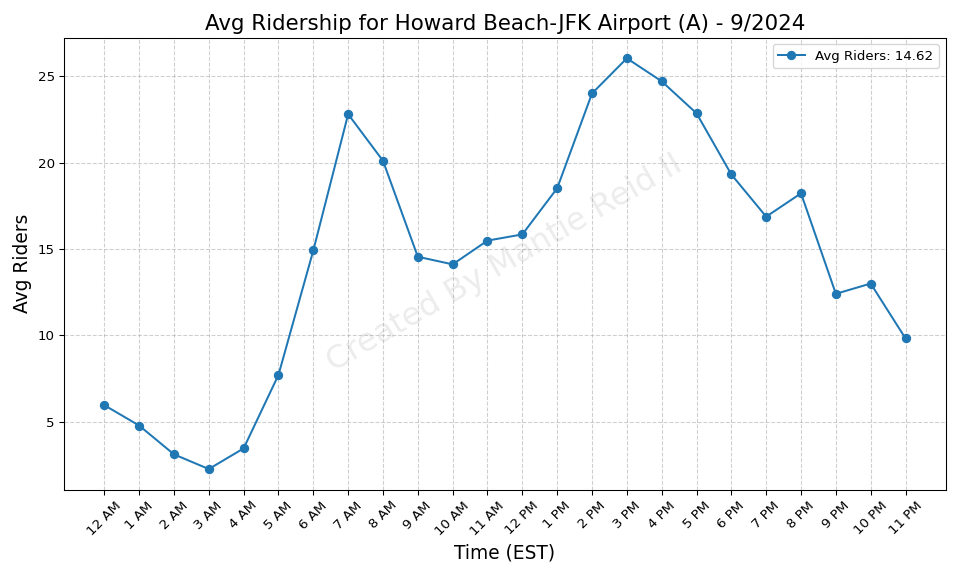 Avg Ridership for Howard Beach-JFK Airport (A) - 9/2024
Avg Riders: 14.62
25
20
15
10
5
Avg Riders
Created By Mantle Reid II
12 AM
1 AM
2 AM
3 AM
4 AM
5 AM
6 AM
7 AM
8 AM
9 AM
10 AM
11 AM
12 PM
1 PM
2 PM
3 PM
4 PM
5 PM
6 PM
7 PM
8 PM
9 PM
10 PM
11 PM
Time (EST)